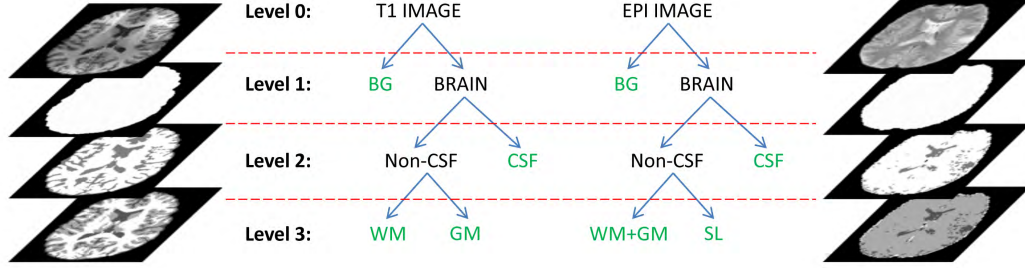 Level 0: T1 IMAGE EPI IMAGE
Level 1: BG BRAIN BG BRAIN
Level 2: Non-CSF CSF Non-CSF CSF
Level 3: WM GM WM+GM SL